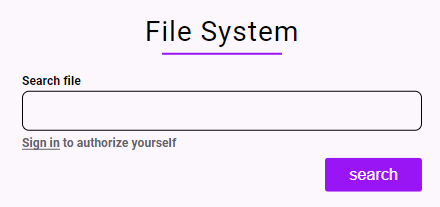 File System
Search file
Sign in to authorize yourself
search